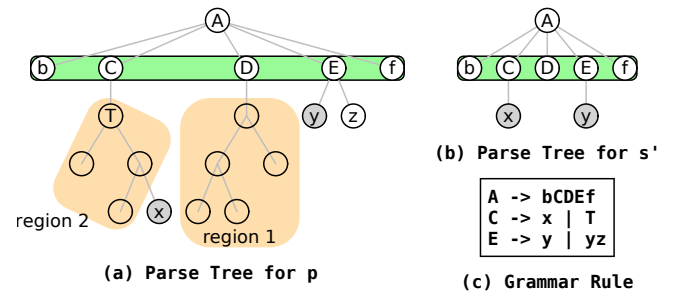 A
b C D E f
T
y z
x
region 2
region 1
(a) Parse Tree for p
A
b C D E f
x y
(b) Parse Tree for s'
A -> bCDEf
C -> x | T
E -> y | yz
(c) Grammar Rule